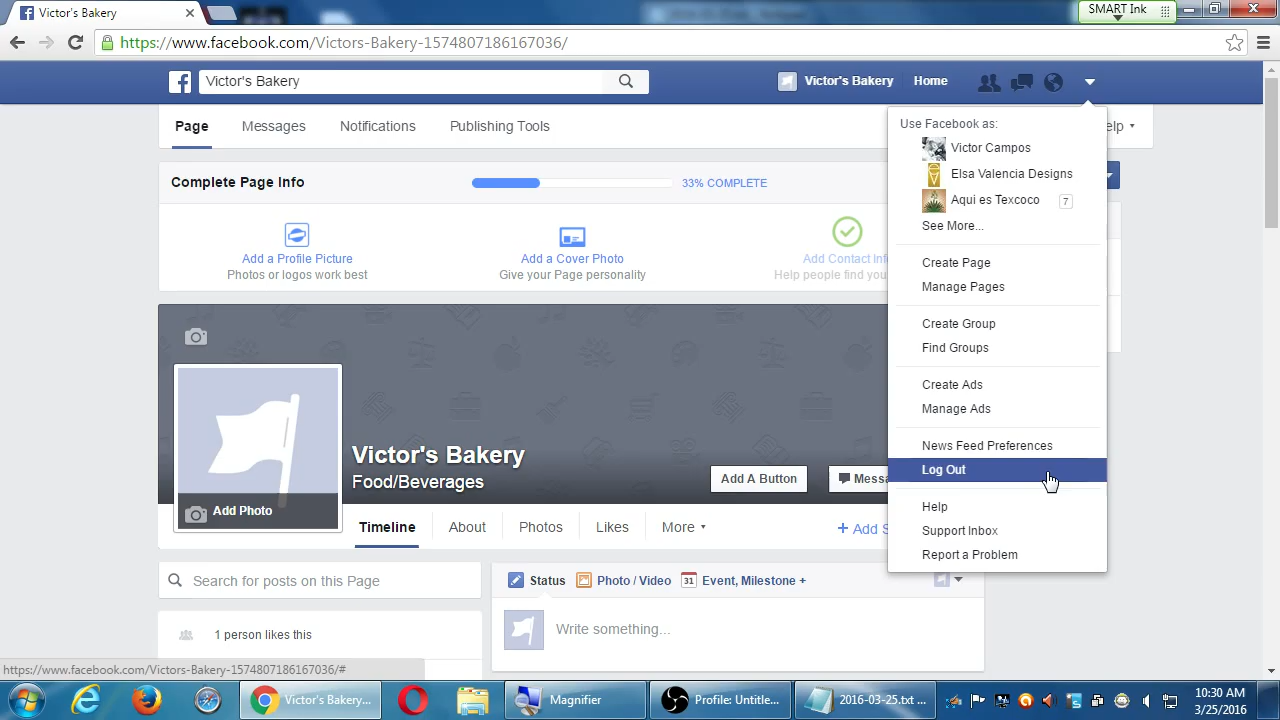 Victor's Bakery
SMART Ink
https://www.facebook.com/Victors-Bakery-1574807186167036/
Victor's Bakery
Victor's Bakery
Home
Page
Messages
Notifications
Publishing Tools
Use Facebook as:
Victor Campos
Elsa Valencia Designs
Aqui es Texcoco
7
See More...
Create Page
Manage Pages
Create Group
Find Groups
Create Ads
Manage Ads
News Feed Preferences
Log Out
Help
Support Inbox
Report a Problem
Complete Page Info
33% COMPLETE
Add a Profile Picture
Photos or logos work best
Add a Cover Photo
Give your Page personality
Add Contact Info
Help people find you
Add Photo
Victor's Bakery
Food/Beverages
Add A Button
Messa
Timeline
About
Photos
Likes
More
+ Add S
Search for posts on this Page
Status
Photo / Video
31
Event, Milestone +
Write something...
1 person likes this
https://www.facebook.com/Victors-Bakery-1574807186167036/#
Victor's Bakery...
Magnifier
Profile: Untitle...
2016-03-25.txt ...
10:30 AM
3/25/2016